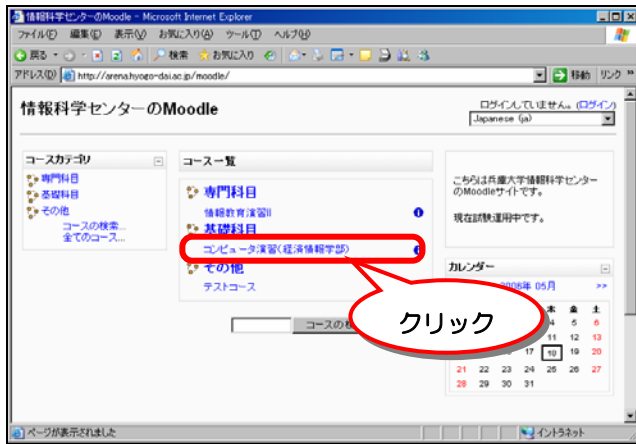 情報科学センターのMoodle - Microsoft Internet Explorer
ファイル(F) 編集(E) 表示(V) お気に入り(A) ツール(T) ヘルプ(H)
戻る 検索 お気に入り
アドレス(D) http://arena.hyogo-dai.ac.jp/moodle/ 移動 リンク »
情報科学センターのMoodle
ログインしていません。(ログイン)
Japanese (ja)
コースカテゴリ
専門科目
基礎科目
その他
コースの検索...
全てのコース...
コース一覧
専門科目
情報教育演習II
基礎科目
コンピュータ演習(経済情報学部)
その他
テストコース
コースの検
クリック
こちらは兵庫大学情報科学センター
のMoodleサイトです。
現在試験運用中です。
カレンダー
2006年 05月 >>
木 金 土
4 5 6
11 12 13
17 18 19 20
21 22 23 24 25 26 27
28 29 30 31
ページが表示されました イントラネット